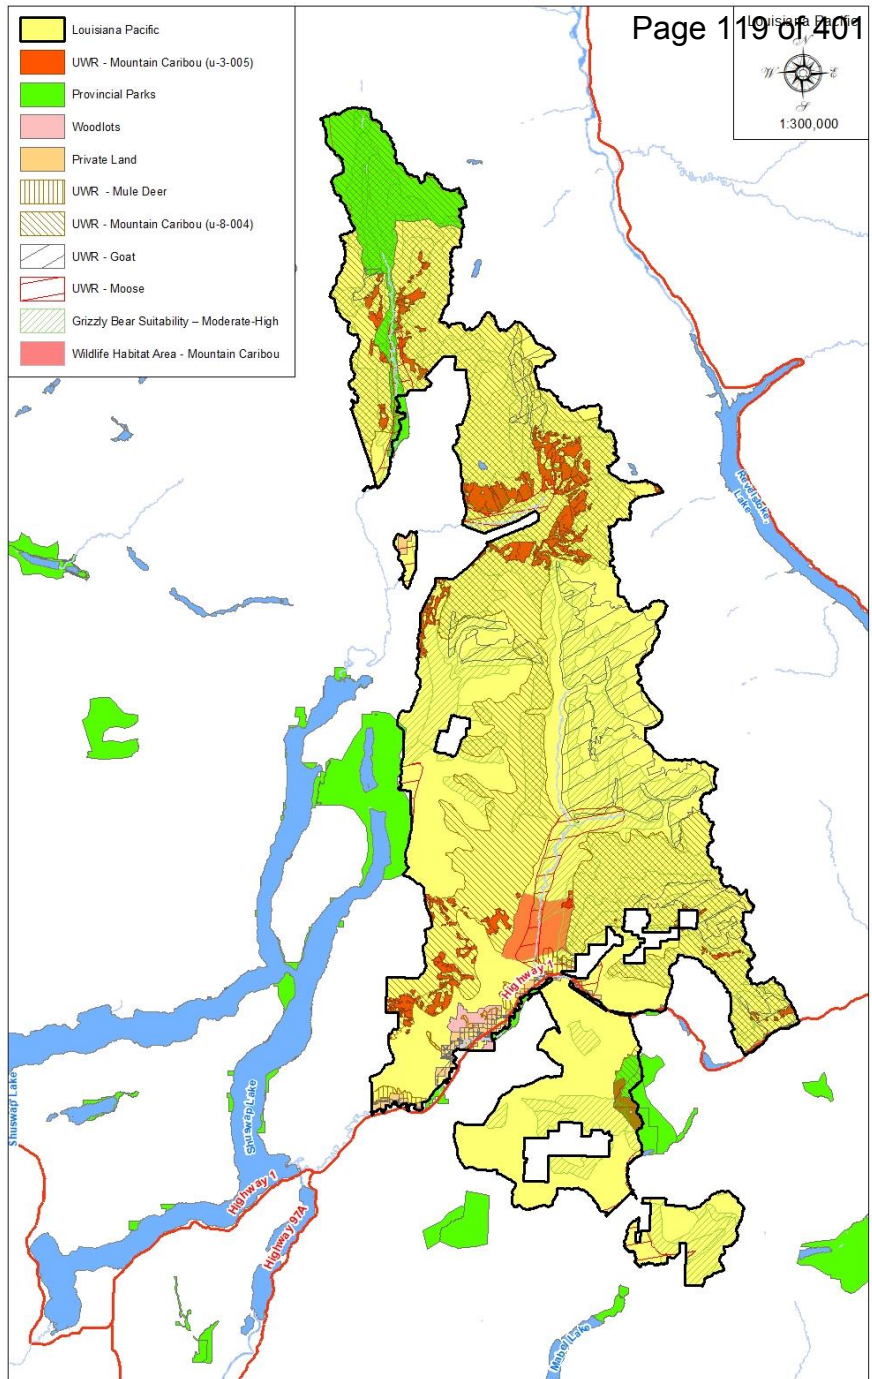 Page 119 of 401
Louisiana Pacific
N
W
E
S
1:300,000
Louisiana Pacific
UWR - Mountain Caribou (u-3-005)
Provincial Parks
Woodlots
Private Land
UWR - Mule Deer
UWR - Mountain Caribou (u-8-004)
UWR - Goat
UWR - Moose
Grizzly Bear Suitability – Moderate-High
Wildlife Habitat Area - Mountain Caribou
Revelstoke
Lake
Highway 1
Shuswap Lake
Shuswap Lake
Highway 1
Highway 97A
Mabel Lake